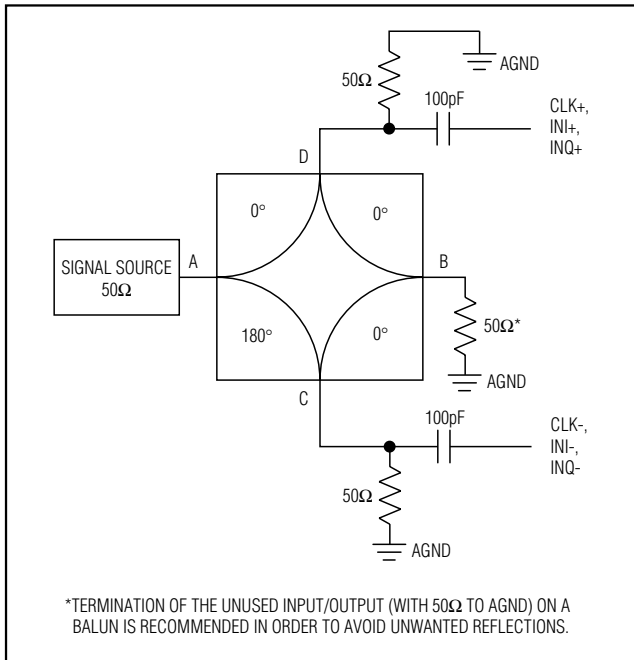 AGND
50Ω
100pF
CLK+,
INI+,
INQ+
D
0°
0°
SIGNAL SOURCE
50Ω
A
B
180°
0°
50Ω*
AGND
C
100pF
CLK-,
INI-,
INQ-
50Ω
AGND
*TERMINATION OF THE UNUSED INPUT/OUTPUT (WITH 50Ω TO AGND) ON A
BALUN IS RECOMMENDED IN ORDER TO AVOID UNWANTED REFLECTIONS.